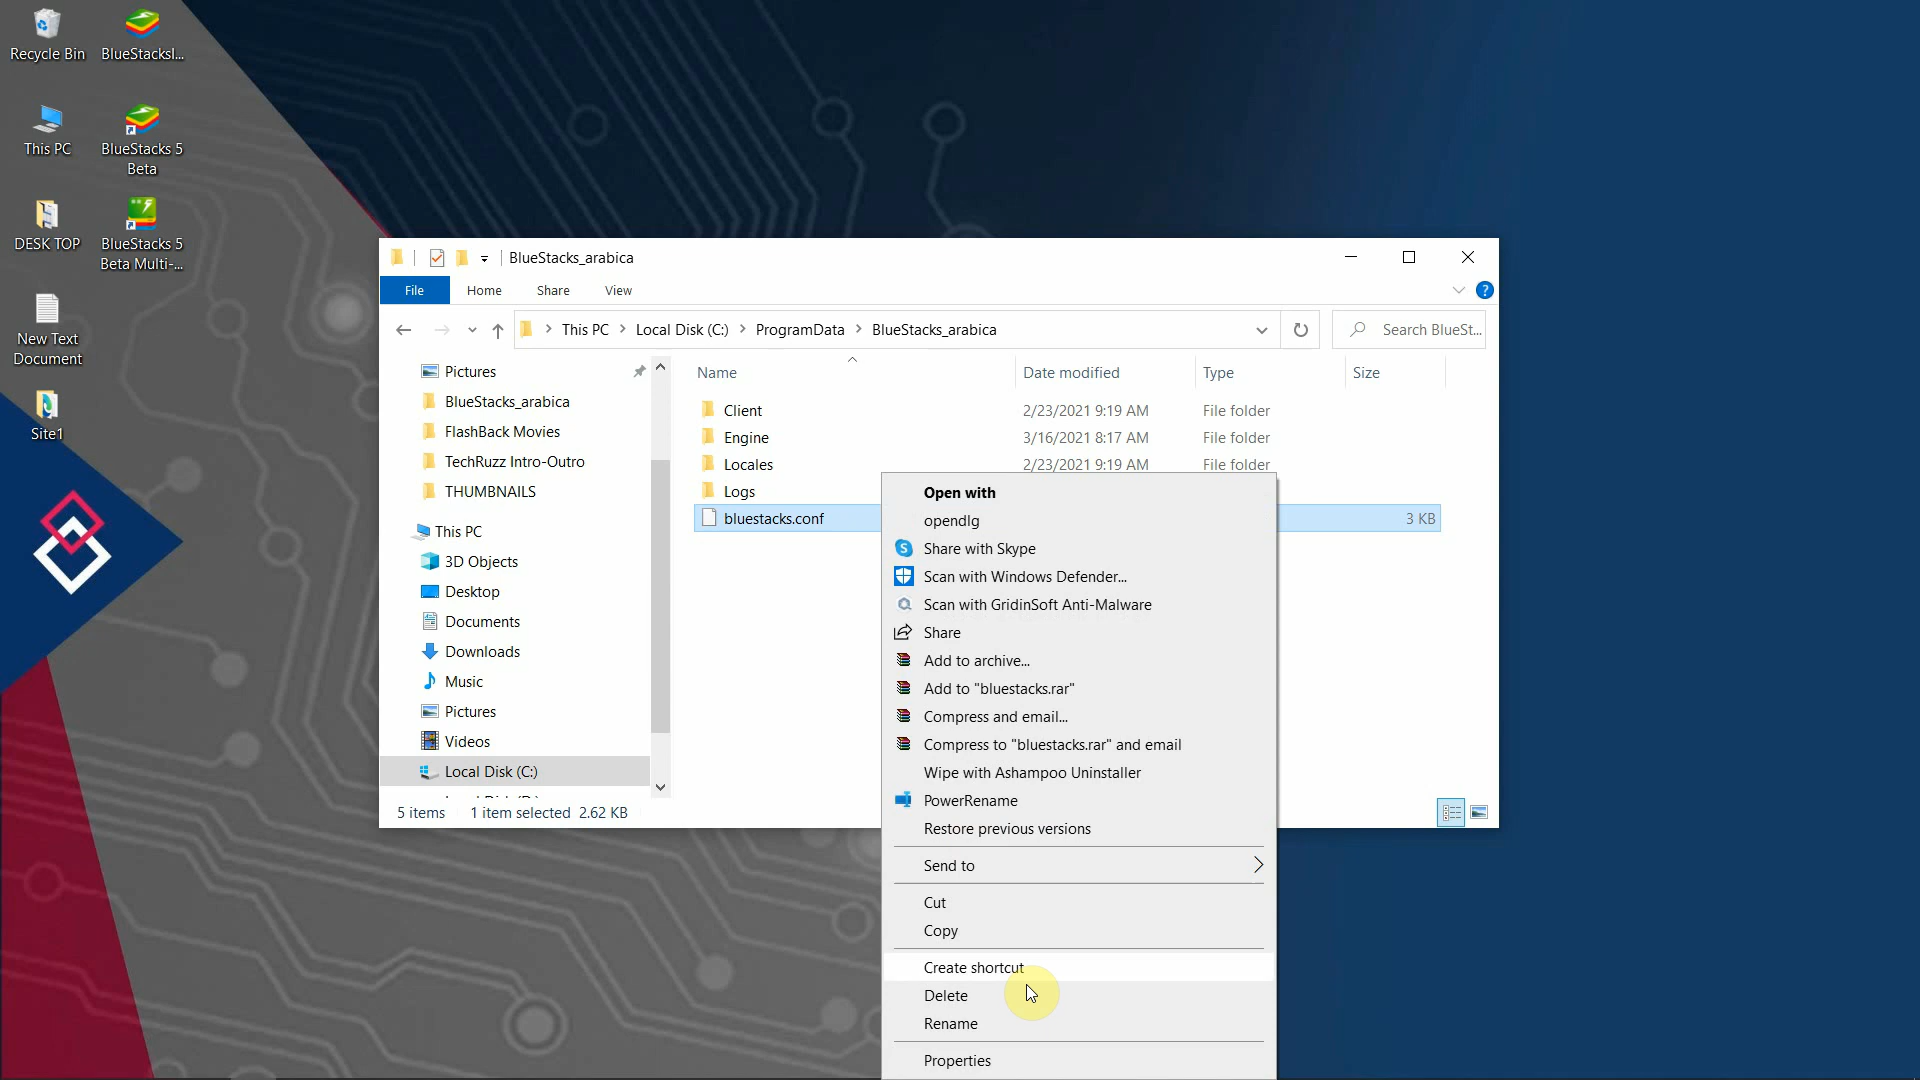 Recycle Bin
BlueStacksI...
This PC
BlueStacks 5
Beta
DESK TOP
BlueStacks 5
Beta Multi-...
New Text
Document
Site1
BlueStacks_arabica
File
Home
Share
View
This PC
Local Disk (C:)
ProgramData
BlueStacks_arabica
Search BlueSt...
Pictures
BlueStacks_arabica
FlashBack Movies
TechRuzz Intro-Outro
THUMBNAILS
This PC
3D Objects
Desktop
Documents
Downloads
Music
Pictures
Videos
Local Disk (C:)
Name
Date modified
Type
Size
Client
2/23/2021 9:19 AM
File folder
Engine
3/16/2021 8:17 AM
File folder
Locales
2/23/2021 9:19 AM
File folder
Logs
bluestacks.conf
3 KB
5 items
1 item selected 2.62 KB
Open with
opendlg
Share with Skype
Scan with Windows Defender...
Scan with GridinSoft Anti-Malware
Share
Add to archive...
Add to "bluestacks.rar"
Compress and email...
Compress to "bluestacks.rar" and email
Wipe with Ashampoo Uninstaller
PowerRename
Restore previous versions
Send to
Cut
Copy
Create shortcut
Delete
Rename
Properties